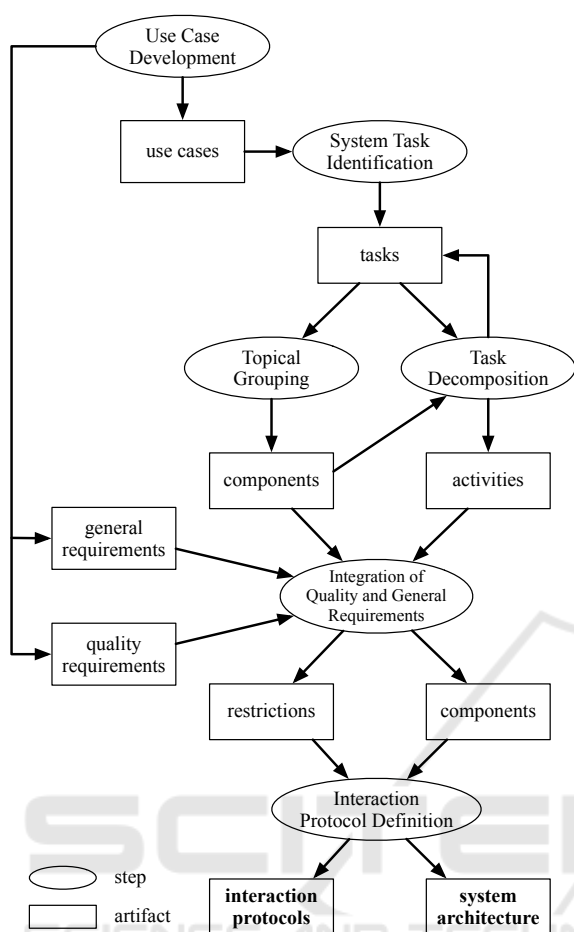 Use Case
Development
use cases
System Task
Identification
tasks
Topical
Grouping
Task
Decomposition
components
activities
general
requirements
Integration of
Quality and General
Requirements
quality
requirements
restrictions
components
Interaction
Protocol Definition
step
artifact
interaction
protocols
system
architecture